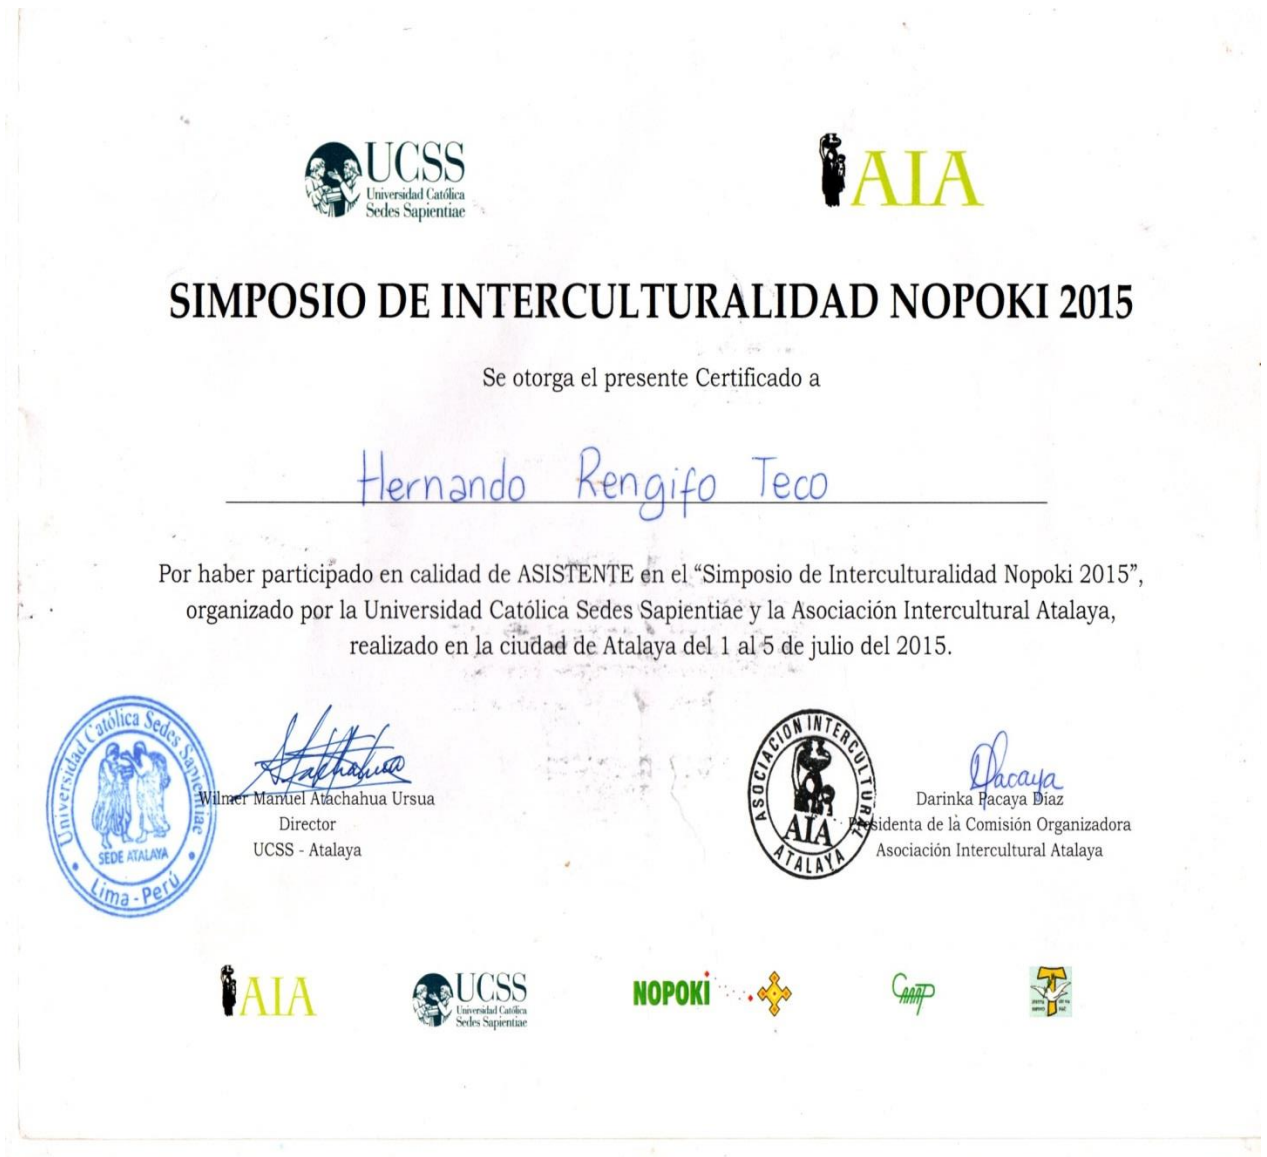 UCSS
Universidad Católica
Sedes Sapientiae
AIA
SIMPOSIO DE INTERCULTURALIDAD NOPOKI 2015
Se otorga el presente Certificado a
Hernando Rengifo Teco
Por haber participado en calidad de ASISTENTE en el “Simposio de Interculturalidad Nopoki 2015”,
organizado por la Universidad Católica Sedes Sapientiae y la Asociación Intercultural Atalaya,
realizado en la ciudad de Atalaya del 1 al 5 de julio del 2015.
Universidad Católica Sedes Sapientiae
SEDE ATALAYA
Lima - Perú
Wilmer Manuel Atachahua Ursua
Director
UCSS - Atalaya
ASOCIACION INTERCULTURAL
AIA
ATALAYA
Pacaya
Darinka Pacaya Díaz
Presidenta de la Comisión Organizadora
Asociación Intercultural Atalaya
AIA
UCSS
Universidad Católica
Sedes Sapientiae
NOPOKI
CAAAP